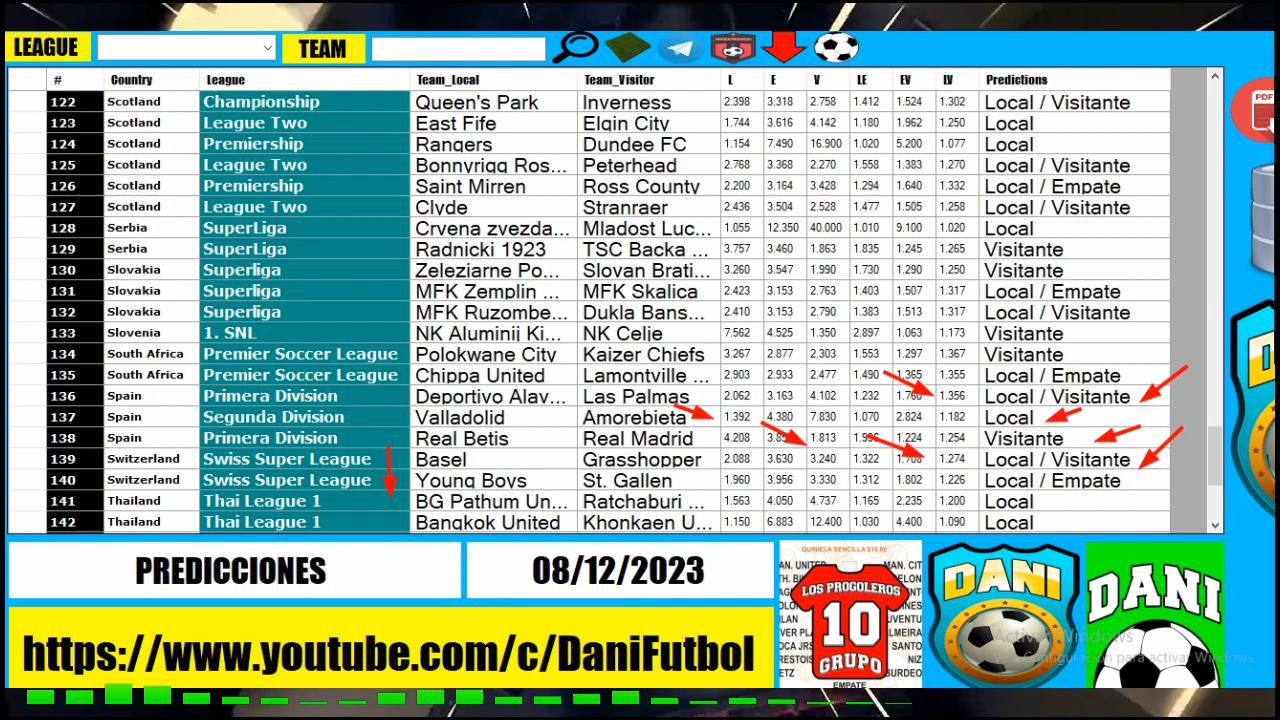 LEAGUE TEAM
# Country League Team_Local Team_Visitor L E V LE EV LV Predictions
122 Scotland Championship Queen's Park Inverness 2.398 3.318 2.758 1.412 1.524 1.302 Local / Visitante
123 Scotland League Two East Fife Elgin City 1.744 3.616 4.142 1.180 1.962 1.250 Local
124 Scotland Premiership Rangers Dundee FC 1.154 7.490 16.900 1.020 5.200 1.077 Local
125 Scotland League Two Bonnyrigg Ros... Peterhead 2.768 3.368 2.270 1.558 1.383 1.270 Local / Visitante
126 Scotland Premiership Saint Mirren Ross County 2.200 3.164 3.428 1.294 1.640 1.332 Local / Empate
127 Scotland League Two Clyde Stranraer 2.436 3.504 2.528 1.477 1.505 1.258 Local / Visitante
128 Serbia SuperLiga Crvena zvezda... Mladost Luc... 1.055 12.350 40.000 1.010 9.100 1.020 Local
129 Serbia SuperLiga Radnicki 1923 TSC Backa ... 3.757 3.460 1.863 1.835 1.245 1.265 Visitante
130 Slovakia Superliga Zeleziarne Po... Slovan Brati... 3.260 3.547 1.990 1.730 1.290 1.250 Visitante
131 Slovakia Superliga MFK Zemplin ... MFK Skalica 2.423 3.153 2.763 1.403 1.507 1.317 Local / Empate
132 Slovakia Superliga MFK Ruzombe... Dukla Bans... 2.410 3.153 2.790 1.383 1.513 1.317 Local / Visitante
133 Slovenia 1. SNL NK Aluminij Ki... NK Celje 7.562 4.525 1.350 2.897 1.063 1.173 Visitante
134 South Africa Premier Soccer League Polokwane City Kaizer Chiefs 3.267 2.877 2.303 1.553 1.297 1.367 Visitante
135 South Africa Premier Soccer League Chippa United Lamontville ... 2.903 2.933 2.477 1.490 1.365 1.355 Local / Empate
136 Spain Primera Division Deportivo Alav... Las Palmas 2.062 3.163 4.102 1.232 1.760 1.356 Local / Visitante
137 Spain Segunda Division Valladolid Amorebieta 1.392 4.380 7.830 1.070 2.824 1.182 Local
138 Spain Primera Division Real Betis Real Madrid 4.208 1.813 1.224 1.254 Visitante
139 Switzerland Swiss Super League Basel Grasshopper 2.088 3.630 3.240 1.322 1.708 1.274 Local / Visitante
140 Switzerland Swiss Super League Young Boys St. Gallen 1.960 3.956 3.330 1.312 1.802 1.226 Local / Empate
141 Thailand Thai League 1 BG Pathum Un... Ratchaburi ... 1.563 4.050 4.737 1.165 2.235 1.200 Local
142 Thailand Thai League 1 Bangkok United Khonkaen U... 1.150 6.883 12.400 1.030 4.400 1.090 Local
PDF
PREDICCIONES 08/12/2023
https://www.youtube.com/c/DaniFutbol
QUINIELA SENCILLA $10.00
LOS PROGOLEROS
10
GRUPO
EMPATE
DANI
DANI
Activar Windows